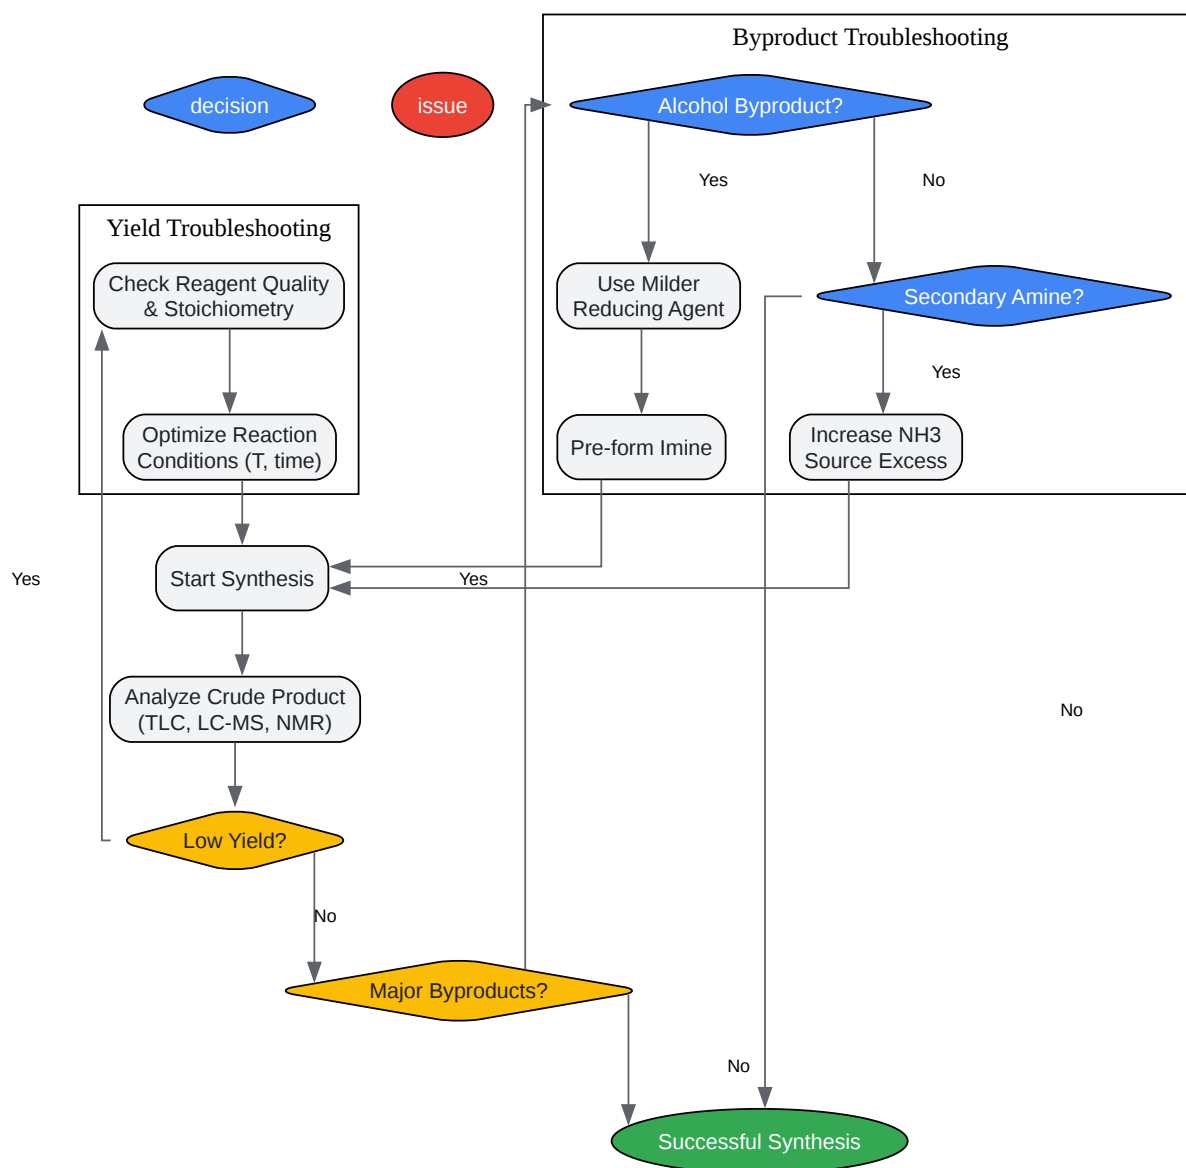 Byproduct Troubleshooting
decision
issue
Alcohol Byproduct?
Yes
No
Yield Troubleshooting
Check Reagent Quality
& Stoichiometry
Use Milder
Reducing Agent
Secondary Amine?
Yes
Optimize Reaction
Conditions (T, time)
Pre-form Imine
Increase NH3
Source Excess
Yes
Start Synthesis
Yes
Analyze Crude Product
(TLC, LC-MS, NMR)
No
Low Yield?
No
Major Byproducts?
No
Successful Synthesis